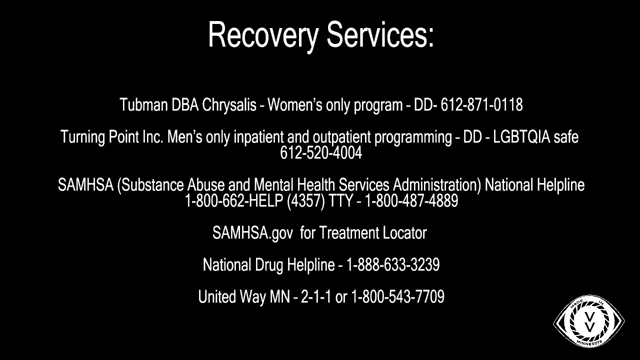 Recovery Services:
Tubman DBA Chrysalis - Women's only program - DD- 612-871-0118
Turning Point Inc. Men's only inpatient and outpatient programming - DD - LGBTQIA safe
612-520-4004
SAMHSA (Substance Abuse and Mental Health Services Administration) National Helpline
1-800-662-HELP (4357) TTY - 1-800-487-4889
SAMHSA.gov for Treatment Locator
National Drug Helpline - 1-888-633-3239
United Way MN - 2-1-1 or 1-800-543-7709
V
V